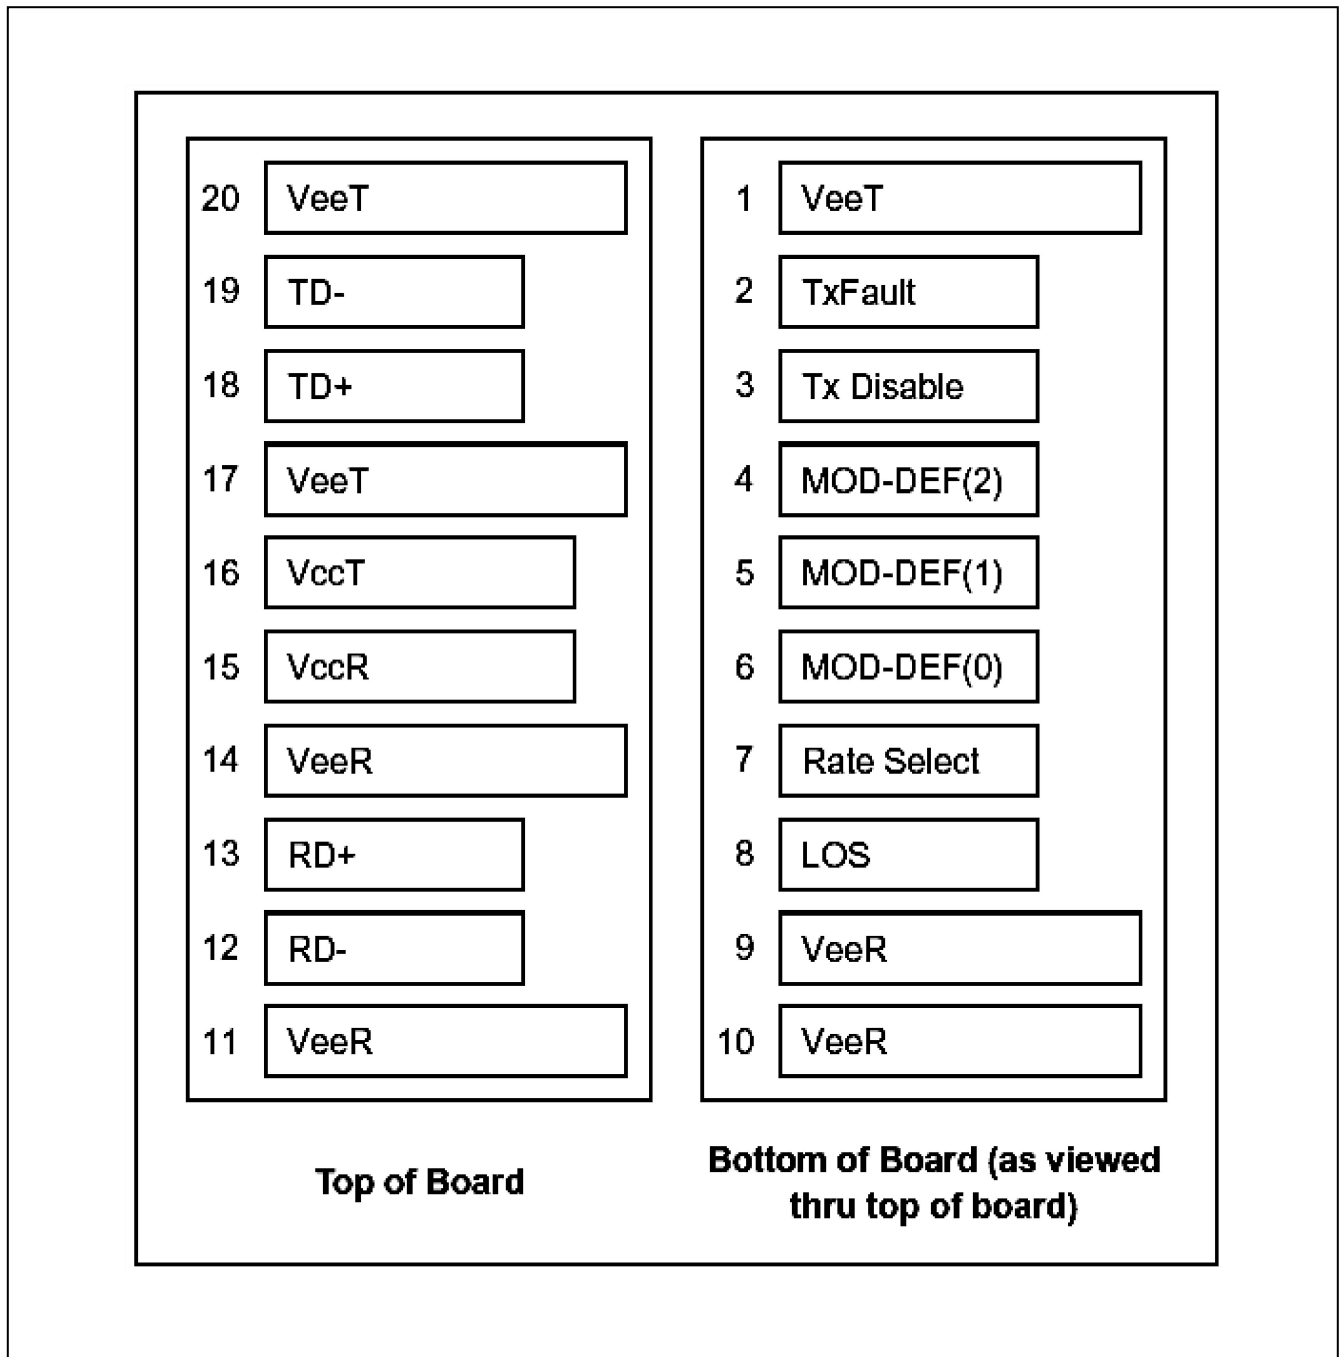 20 VeeT
19 TD-
18 TD+
17 VeeT
16 VccT
15 VccR
14 VeeR
13 RD+
12 RD-
11 VeeR
Top of Board
1 VeeT
2 TxFault
3 Tx Disable
4 MOD-DEF(2)
5 MOD-DEF(1)
6 MOD-DEF(0)
7 Rate Select
8 LOS
9 VeeR
10 VeeR
Bottom of Board (as viewed
thru top of board)